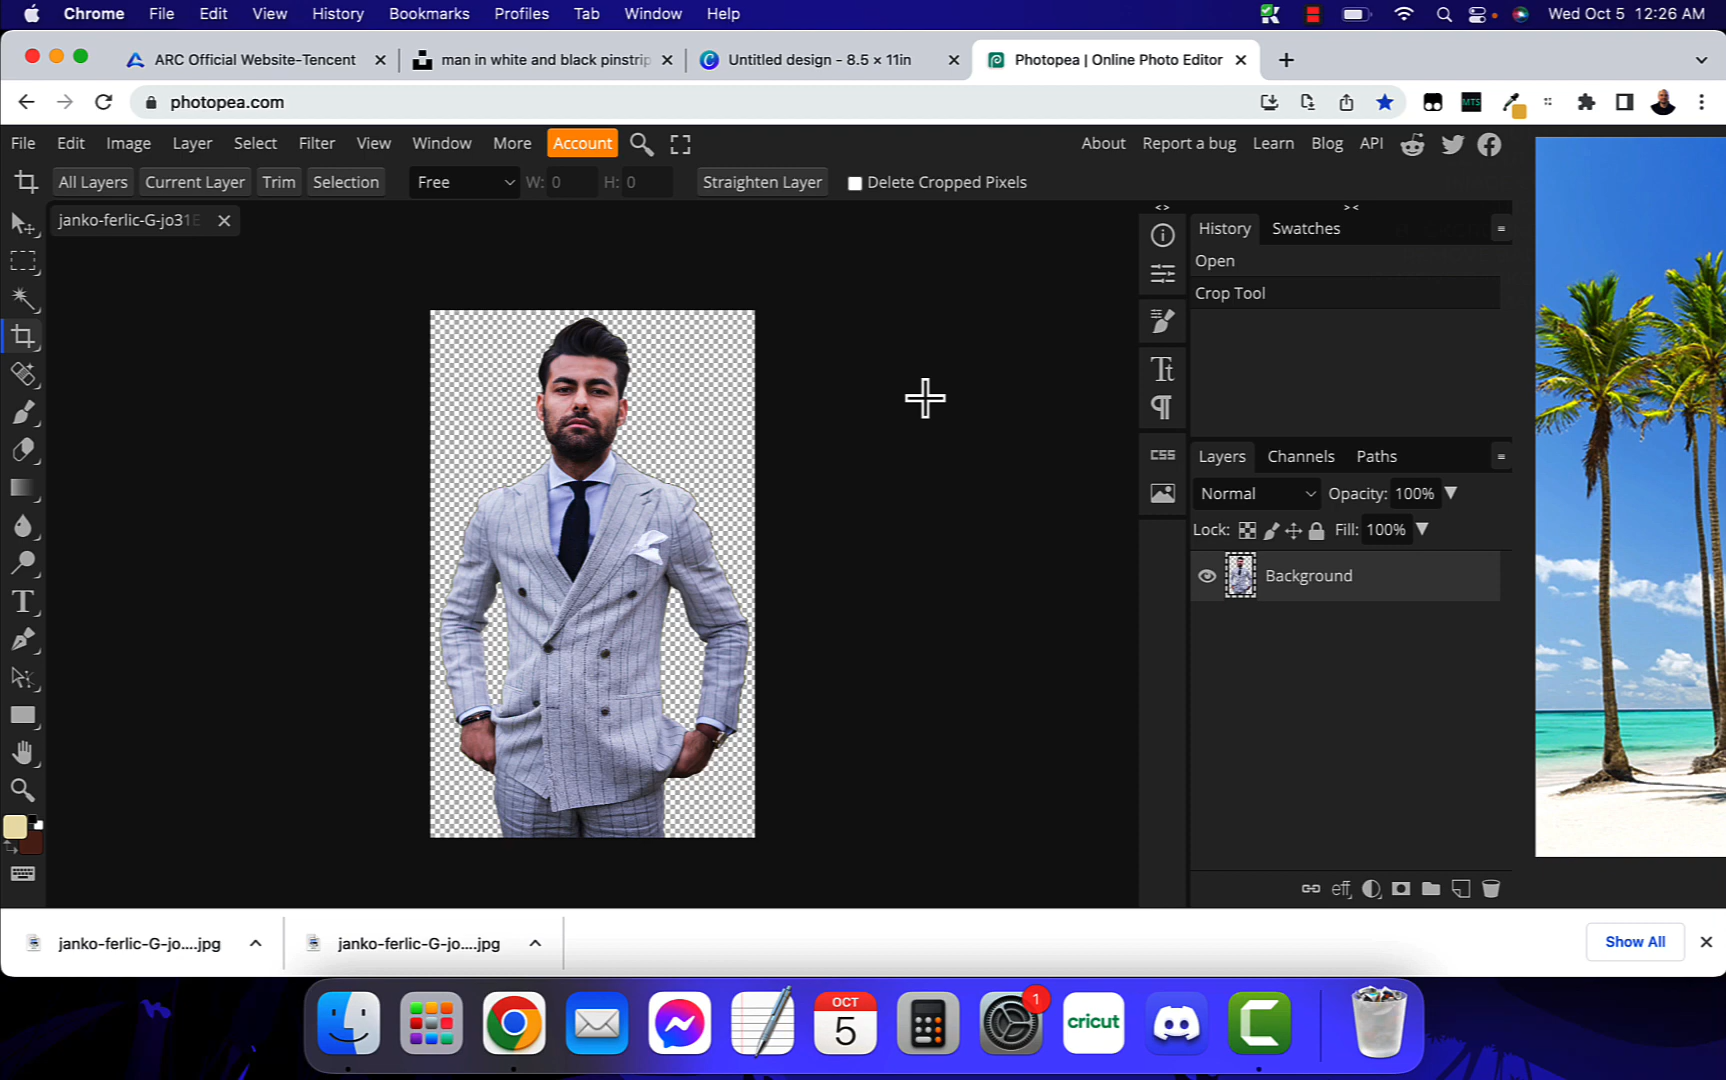 Chrome File Edit View History Bookmarks Profiles Tab Window Help Wed Oct 5 12:26 AM
ARC Official Website-Tencent man in white and black pinstrip Untitled design - 8.5 × 11in Photopea | Online Photo Editor
photopea.com MTS
File Edit Image Layer Select Filter View Window More Account About Report a bug Learn Blog API
All Layers Current Layer Trim Selection Free W: 0 H: 0 Straighten Layer Delete Cropped Pixels
janko-ferlic-G-jo31E
History Swatches
Open
Crop Tool
CSS
Layers Channels Paths
Normal Opacity: 100%
Lock: Fill: 100%
Background
eff
janko-ferlic-G-jo....jpg janko-ferlic-G-jo....jpg Show All
OCT
5
1
cricut